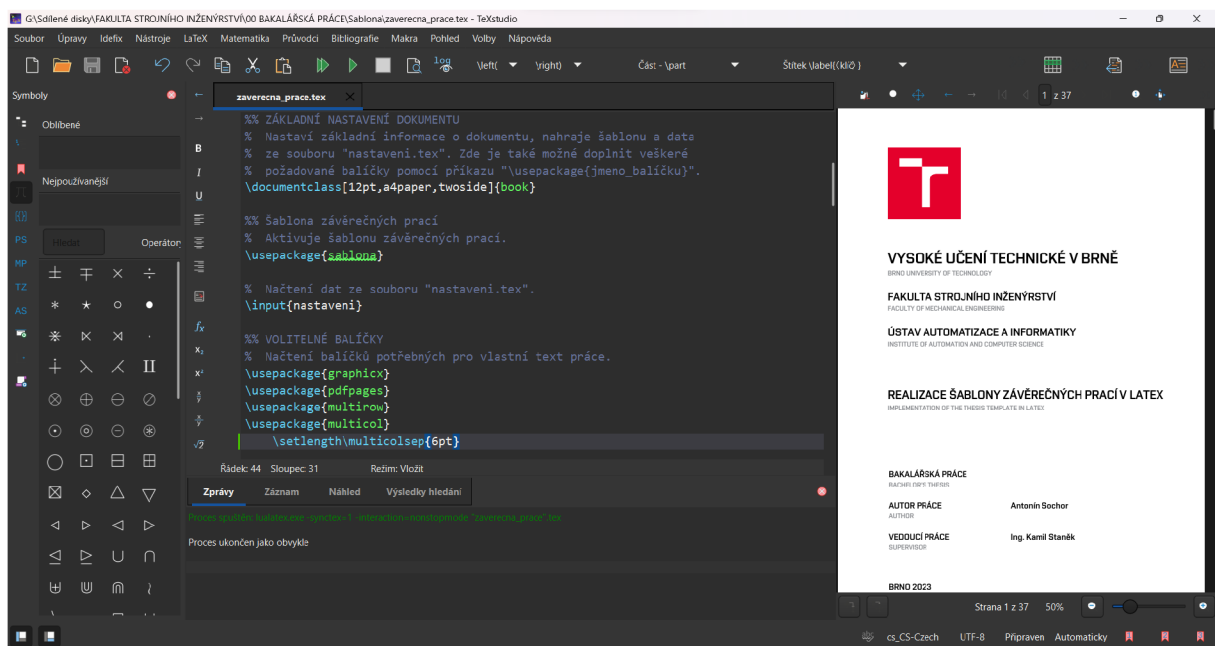 G:\Sdílené disky\FAKULTA STROJNÍHO INŽENÝRSTVÍ\00 BAKALÁŘSKÁ PRÁCE\Sablona\zaverecna_prace.tex - TeXstudio
Soubor Úpravy Idefix Nástroje LaTeX Matematika Průvodci Bibliografie Makra Pohled Volby Nápověda
log \left( \right) Část - \part Štítek \label{(klíč }
Symboly
Oblíbené
Nejpoužívanější
Hledat Operátory
PS
MP
TZ
AS
B
I
U
zaverecna_prace.tex
%% ZÁKLADNÍ NASTAVENÍ DOKUMENTU
% Nastaví základní informace o dokumentu, nahraje šablonu a data
% ze souboru "nastaveni.tex". Zde je také možné doplnit veškeré
% požadované balíčky pomocí příkazu "\usepackage{jmeno_balíčku}".
\documentclass[12pt,a4paper,twoside]{book}
%% Šablona závěrečných prací
% Aktivuje šablonu závěrečných prací.
\usepackage{sablona}
% Načtení dat ze souboru "nastaveni.tex".
\input{nastaveni}
%% VOLITELNÉ BALÍČKY
% Načtení balíčků potřebných pro vlastní text práce.
\usepackage{graphicx}
\usepackage{pdfpages}
\usepackage{multirow}
\usepackage{multicol}
\setlength\multicolsep{6pt}
Řádek: 44 Sloupec: 31 Režim: Vložit
Zprávy Záznam Náhled Výsledky hledání
Proces spuštěn: lualatex.exe -synctex=1 -interaction=nonstopmode "zaverecna_prace".tex
Proces ukončen jako obvykle
1 z 37
T
VYSOKÉ UČENÍ TECHNICKÉ V BRNĚ
BRNO UNIVERSITY OF TECHNOLOGY
FAKULTA STROJNÍHO INŽENÝRSTVÍ
FACULTY OF MECHANICAL ENGINEERING
ÚSTAV AUTOMATIZACE A INFORMATIKY
INSTITUTE OF AUTOMATION AND COMPUTER SCIENCE
REALIZACE ŠABLONY ZÁVĚREČNÝCH PRACÍ V LATEX
IMPLEMENTATION OF THE THESIS TEMPLATE IN LATEX
BAKALÁŘSKÁ PRÁCE
BACHELOR'S THESIS
AUTOR PRÁCE Antonín Sochor
AUTHOR
VEDOUCÍ PRÁCE Ing. Kamil Staněk
SUPERVISOR
BRNO 2023
Strana 1 z 37 50%
cs_CS-Czech UTF-8 Připraven Automaticky